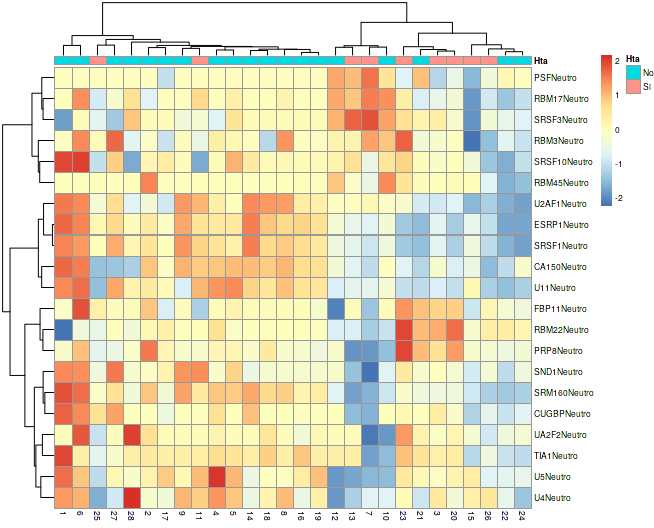 Hta
PSFNeutro
RBM17Neutro
SRSF3Neutro
RBM3Neutro
SRSF10Neutro
RBM45Neutro
U2AF1Neutro
ESRP1Neutro
SRSF1Neutro
CA150Neutro
U11Neutro
FBP11Neutro
RBM22Neutro
PRP8Neutro
SND1Neutro
SRM160Neutro
CUGBPNeutro
UA2F2Neutro
TIA1Neutro
U5Neutro
U4Neutro
1 6 25 27 28 2 17 9 11 4 5 14 18 8 16 19 12 13 7 10 23 21 3 20 15 26 22 24
2
1
0
-1
-2
Hta
No
SI